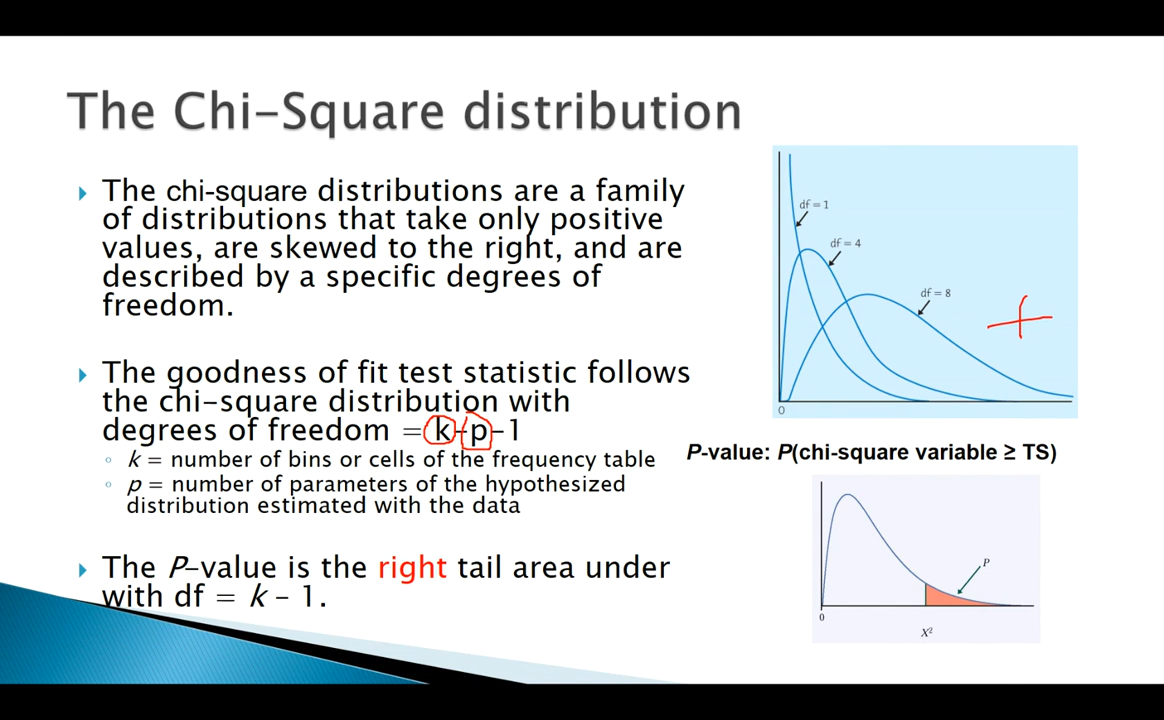 The Chi-Square distribution
The chi-square distributions are a family
of distributions that take only positive
values, are skewed to the right, and are
described by a specific degrees of
freedom.
The goodness of fit test statistic follows
the chi-square distribution with
degrees of freedom = k-p-1
k = number of bins or cells of the frequency table
p = number of parameters of the hypothesized
distribution estimated with the data
The P-value is the right tail area under
with df = k - 1.
df = 1
df = 4
df = 8
0
+
P-value: P(chi-square variable ≥ TS)
P
0
X²